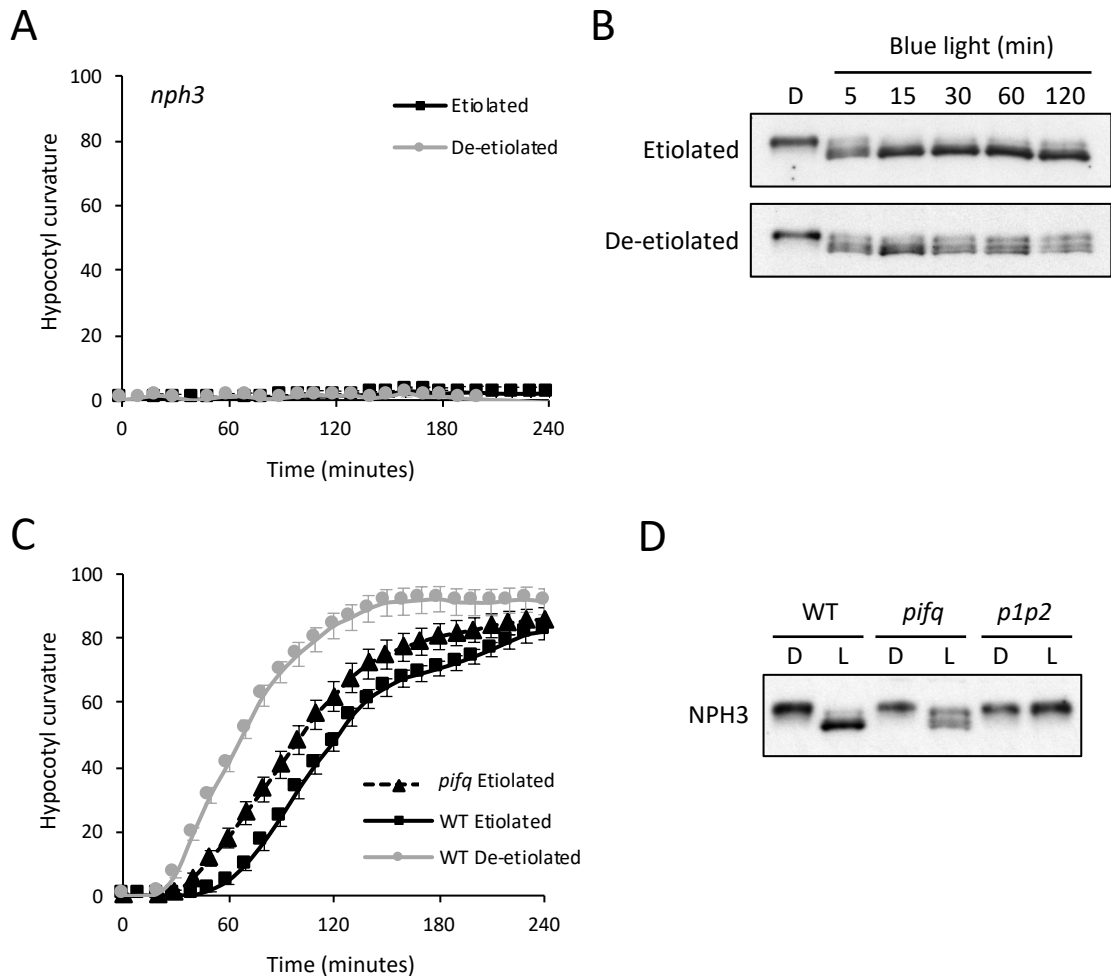 A
nph3
Etiolated
De-etiolated
100
80
60
40
20
0
Hypocotyl curvature
0 60 120 180 240
Time (minutes)
B
Blue light (min)
D 5 15 30 60 120
Etiolated
De-etiolated
C
100
80
60
40
20
0
Hypocotyl curvature
pifq Etiolated
WT Etiolated
WT De-etiolated
0 60 120 180 240
Time (minutes)
D
WT pifq p1p2
D L D L D L
NPH3